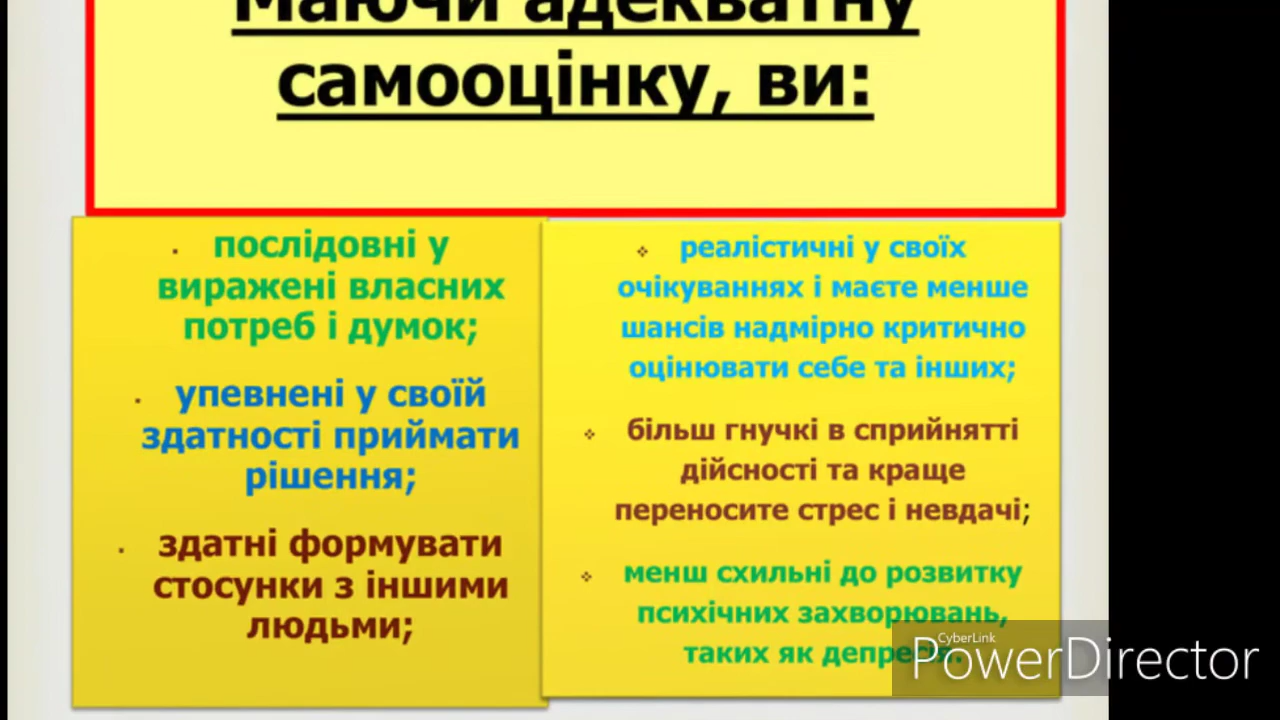 Маючи адекватну
самооцінку, ви:
послідовні у
виражені власних
потреб і думок;
упевнені у своїй
здатності приймати
рішення;
здатні формувати
стосунки з іншими
людьми;
реалістичні у своїх
очікуваннях і маєте менше
шансів надмірно критично
оцінювати себе та інших;
більш гнучкі в сприйнятті
дійсності та краще
переносите стрес і невдачі;
менш схильні до розвитку
психічних захворювань,
таких як депресія.
CyberLink
PowerDirector